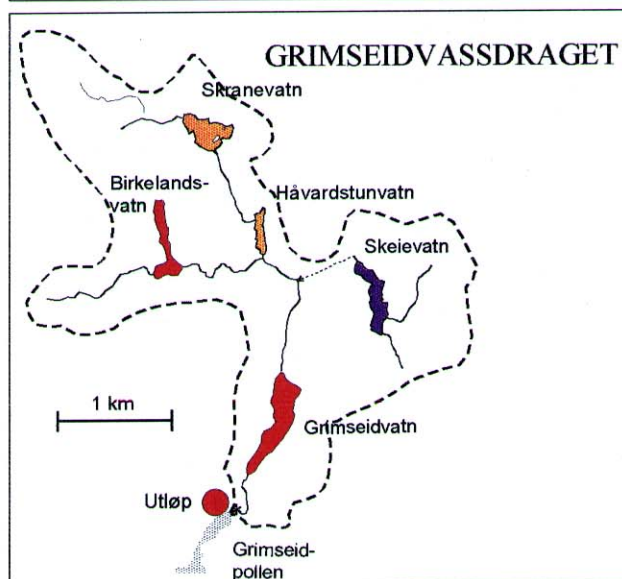 GRIMSEIDVASSDRAGET
Skranevatn
Birkelands-
vatn
Håvardstunvatn
Skeievatn
1 km
Grimseidvatn
Utløp
Grimseid-
pollen